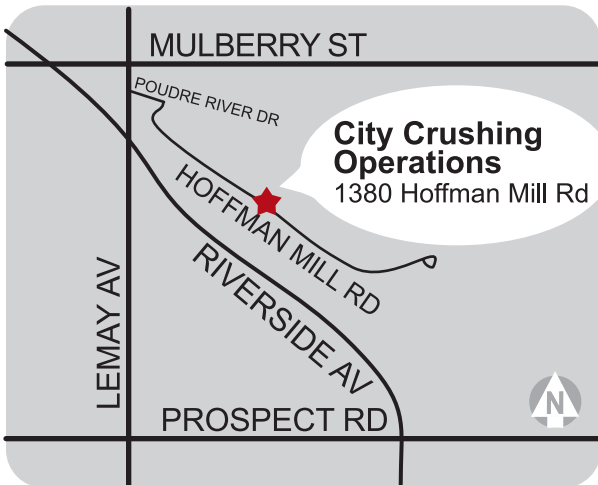 MULBERRY ST
POUDRE RIVER DR
City Crushing
Operations
1380 Hoffman Mill Rd
HOFFMAN MILL RD
RIVERSIDE AV
LEMAY AV
PROSPECT RD
N